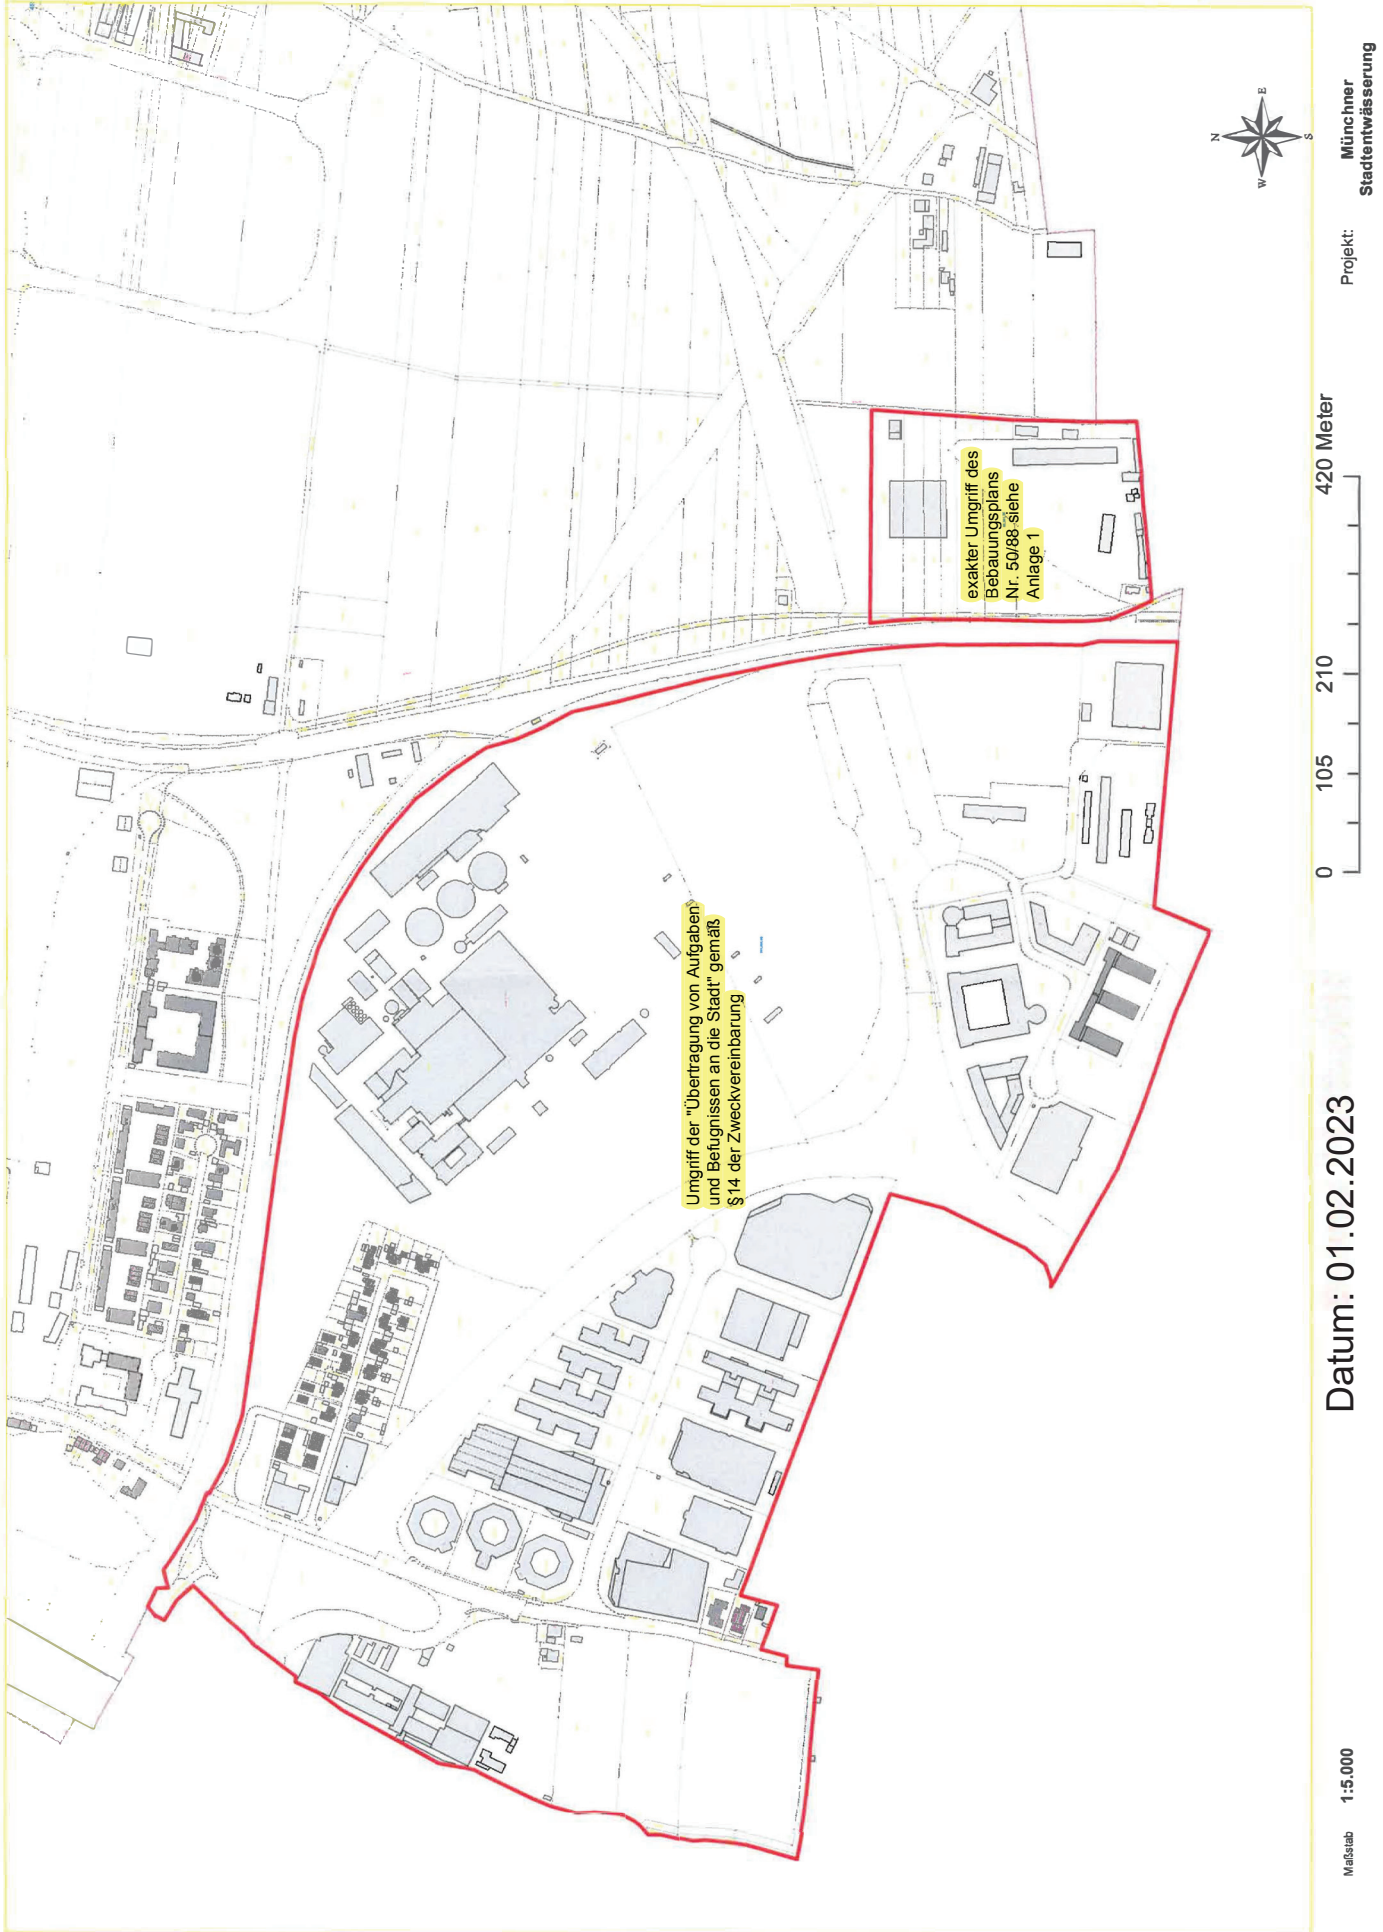 Umgriff der "Übertragung von Aufgaben
und Befugnissen an die Stadt" gemäß
§14 der Zweckvereinbarung
exakter Umgriff des
Bebauungsplans
Nr. 50/88 siehe
Anlage 1
N
W
E
S
Maßstab 1:5.000
Datum: 01.02.2023
0 105 210 420 Meter
Projekt: Münchner
Stadtentwässerung